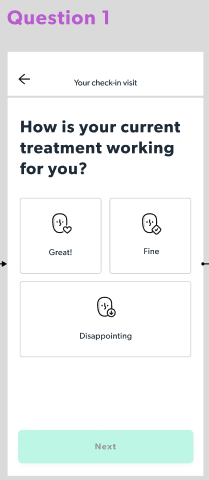 Question 1
Your check-in visit
How is your current
treatment working
for you?
Great!
Fine
Disappointing
Next